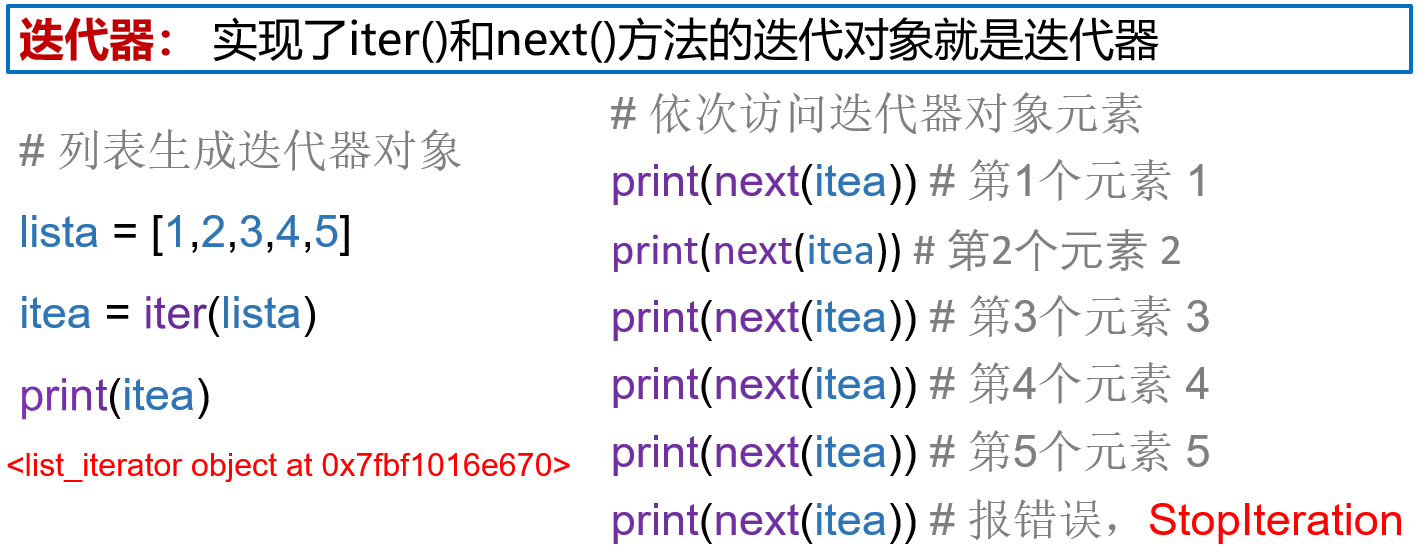 迭代器： 实现了iter()和next()方法的迭代对象就是迭代器
# 列表生成迭代器对象
lista = [1,2,3,4,5]
itea = iter(lista)
print(itea)
<list_iterator object at 0x7fbf1016e670>
# 依次访问迭代器对象元素
print(next(itea)) # 第1个元素 1
print(next(itea)) # 第2个元素 2
print(next(itea)) # 第3个元素 3
print(next(itea)) # 第4个元素 4
print(next(itea)) # 第5个元素 5
print(next(itea)) # 报错误，StopIteration